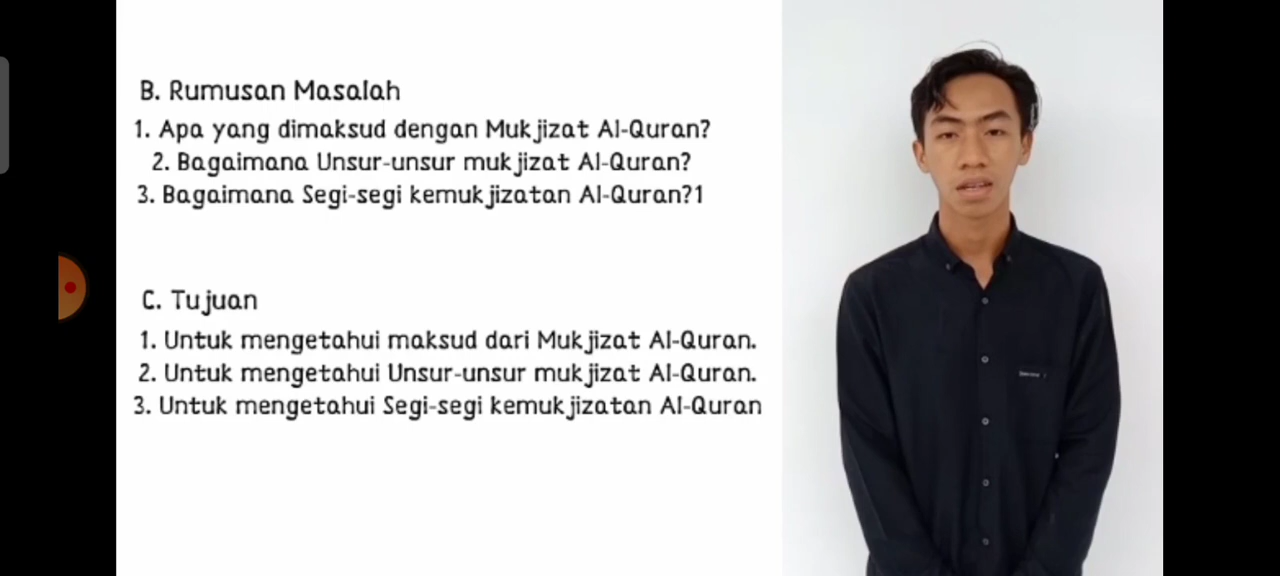 B. Rumusan Masalah
1. Apa yang dimaksud dengan Mukjizat Al-Quran?
2. Bagaimana Unsur-unsur mukjizat Al-Quran?
3. Bagaimana Segi-segi kemukjizatan Al-Quran?1
C. Tujuan
1. Untuk mengetahui maksud dari Mukjizat Al-Quran.
2. Untuk mengetahui Unsur-unsur mukjizat Al-Quran.
3. Untuk mengetahui Segi-segi kemukjizatan Al-Quran